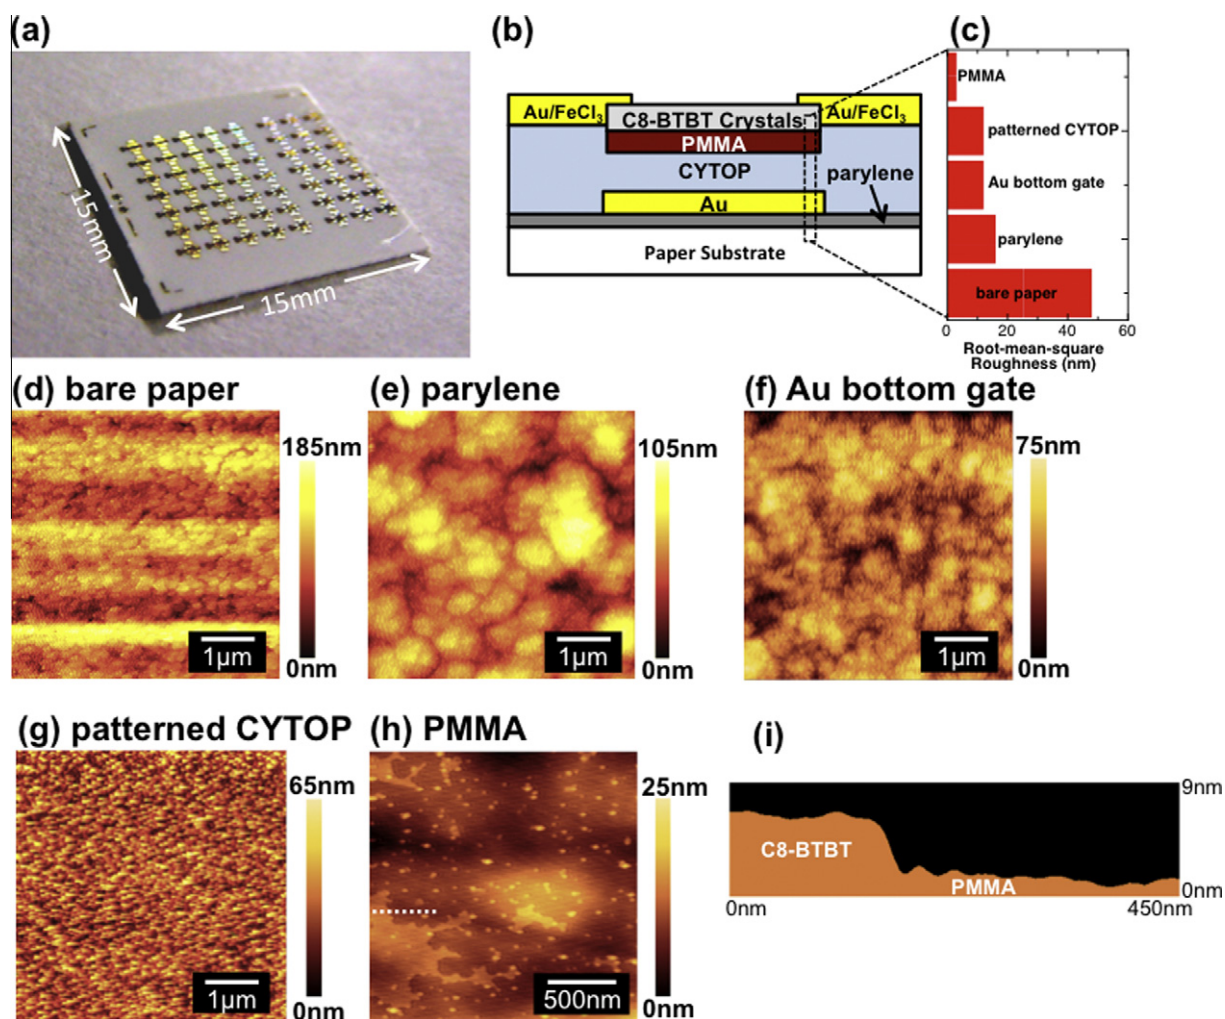 (a)
15mm
15mm
(b)
Au/FeCl3
Au/FeCl3
C8-BTBT Crystals
PMMA
CYTOP
parylene
Au
Paper Substrate
(c)
PMMA
patterned CYTOP
Au bottom gate
parylene
bare paper
0 20 40 60
Root-mean-square
Roughness (nm)
(d) bare paper
185nm
1µm
0nm
(e) parylene
105nm
1µm
0nm
(f) Au bottom gate
75nm
1µm
0nm
(g) patterned CYTOP
65nm
1µm
0nm
(h) PMMA
25nm
500nm
0nm
(i)
9nm
C8-BTBT
PMMA
0nm
0nm
450nm